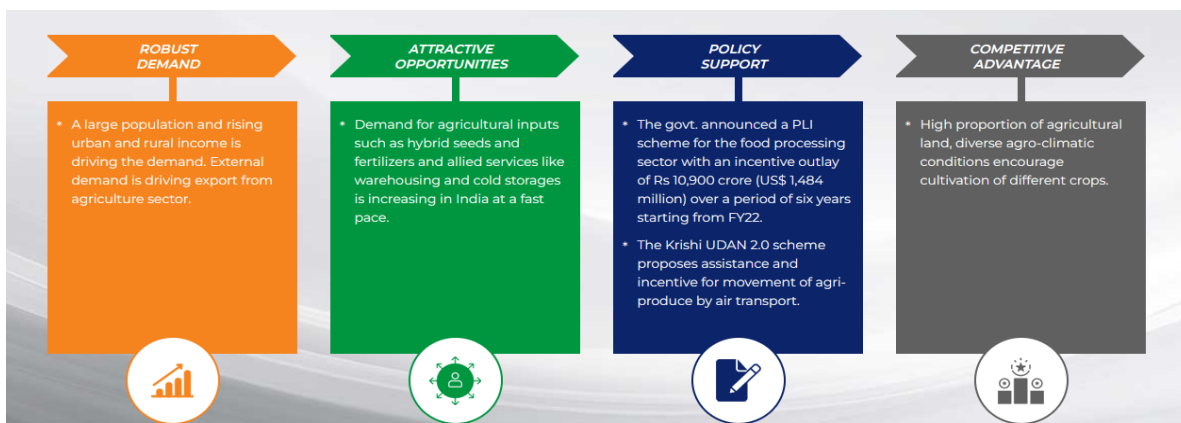 ROBUST
DEMAND
* A large population and rising
urban and rural income is
driving the demand. External
demand is driving export from
agriculture sector.
ATTRACTIVE
OPPORTUNITIES
* Demand for agricultural inputs
such as hybrid seeds and
fertilizers and allied services like
warehousing and cold storages
is increasing in India at a fast
pace.
POLICY
SUPPORT
* The govt. announced a PLI
scheme for the food processing
sector with an incentive outlay
of Rs 10,900 crore (US$ 1,484
million) over a period of six years
starting from FY22.
* The Krishi UDAN 2.0 scheme
proposes assistance and
incentive for movement of agri-
produce by air transport.
COMPETITIVE
ADVANTAGE
* High proportion of agricultural
land, diverse agro-climatic
conditions encourage
cultivation of different crops.